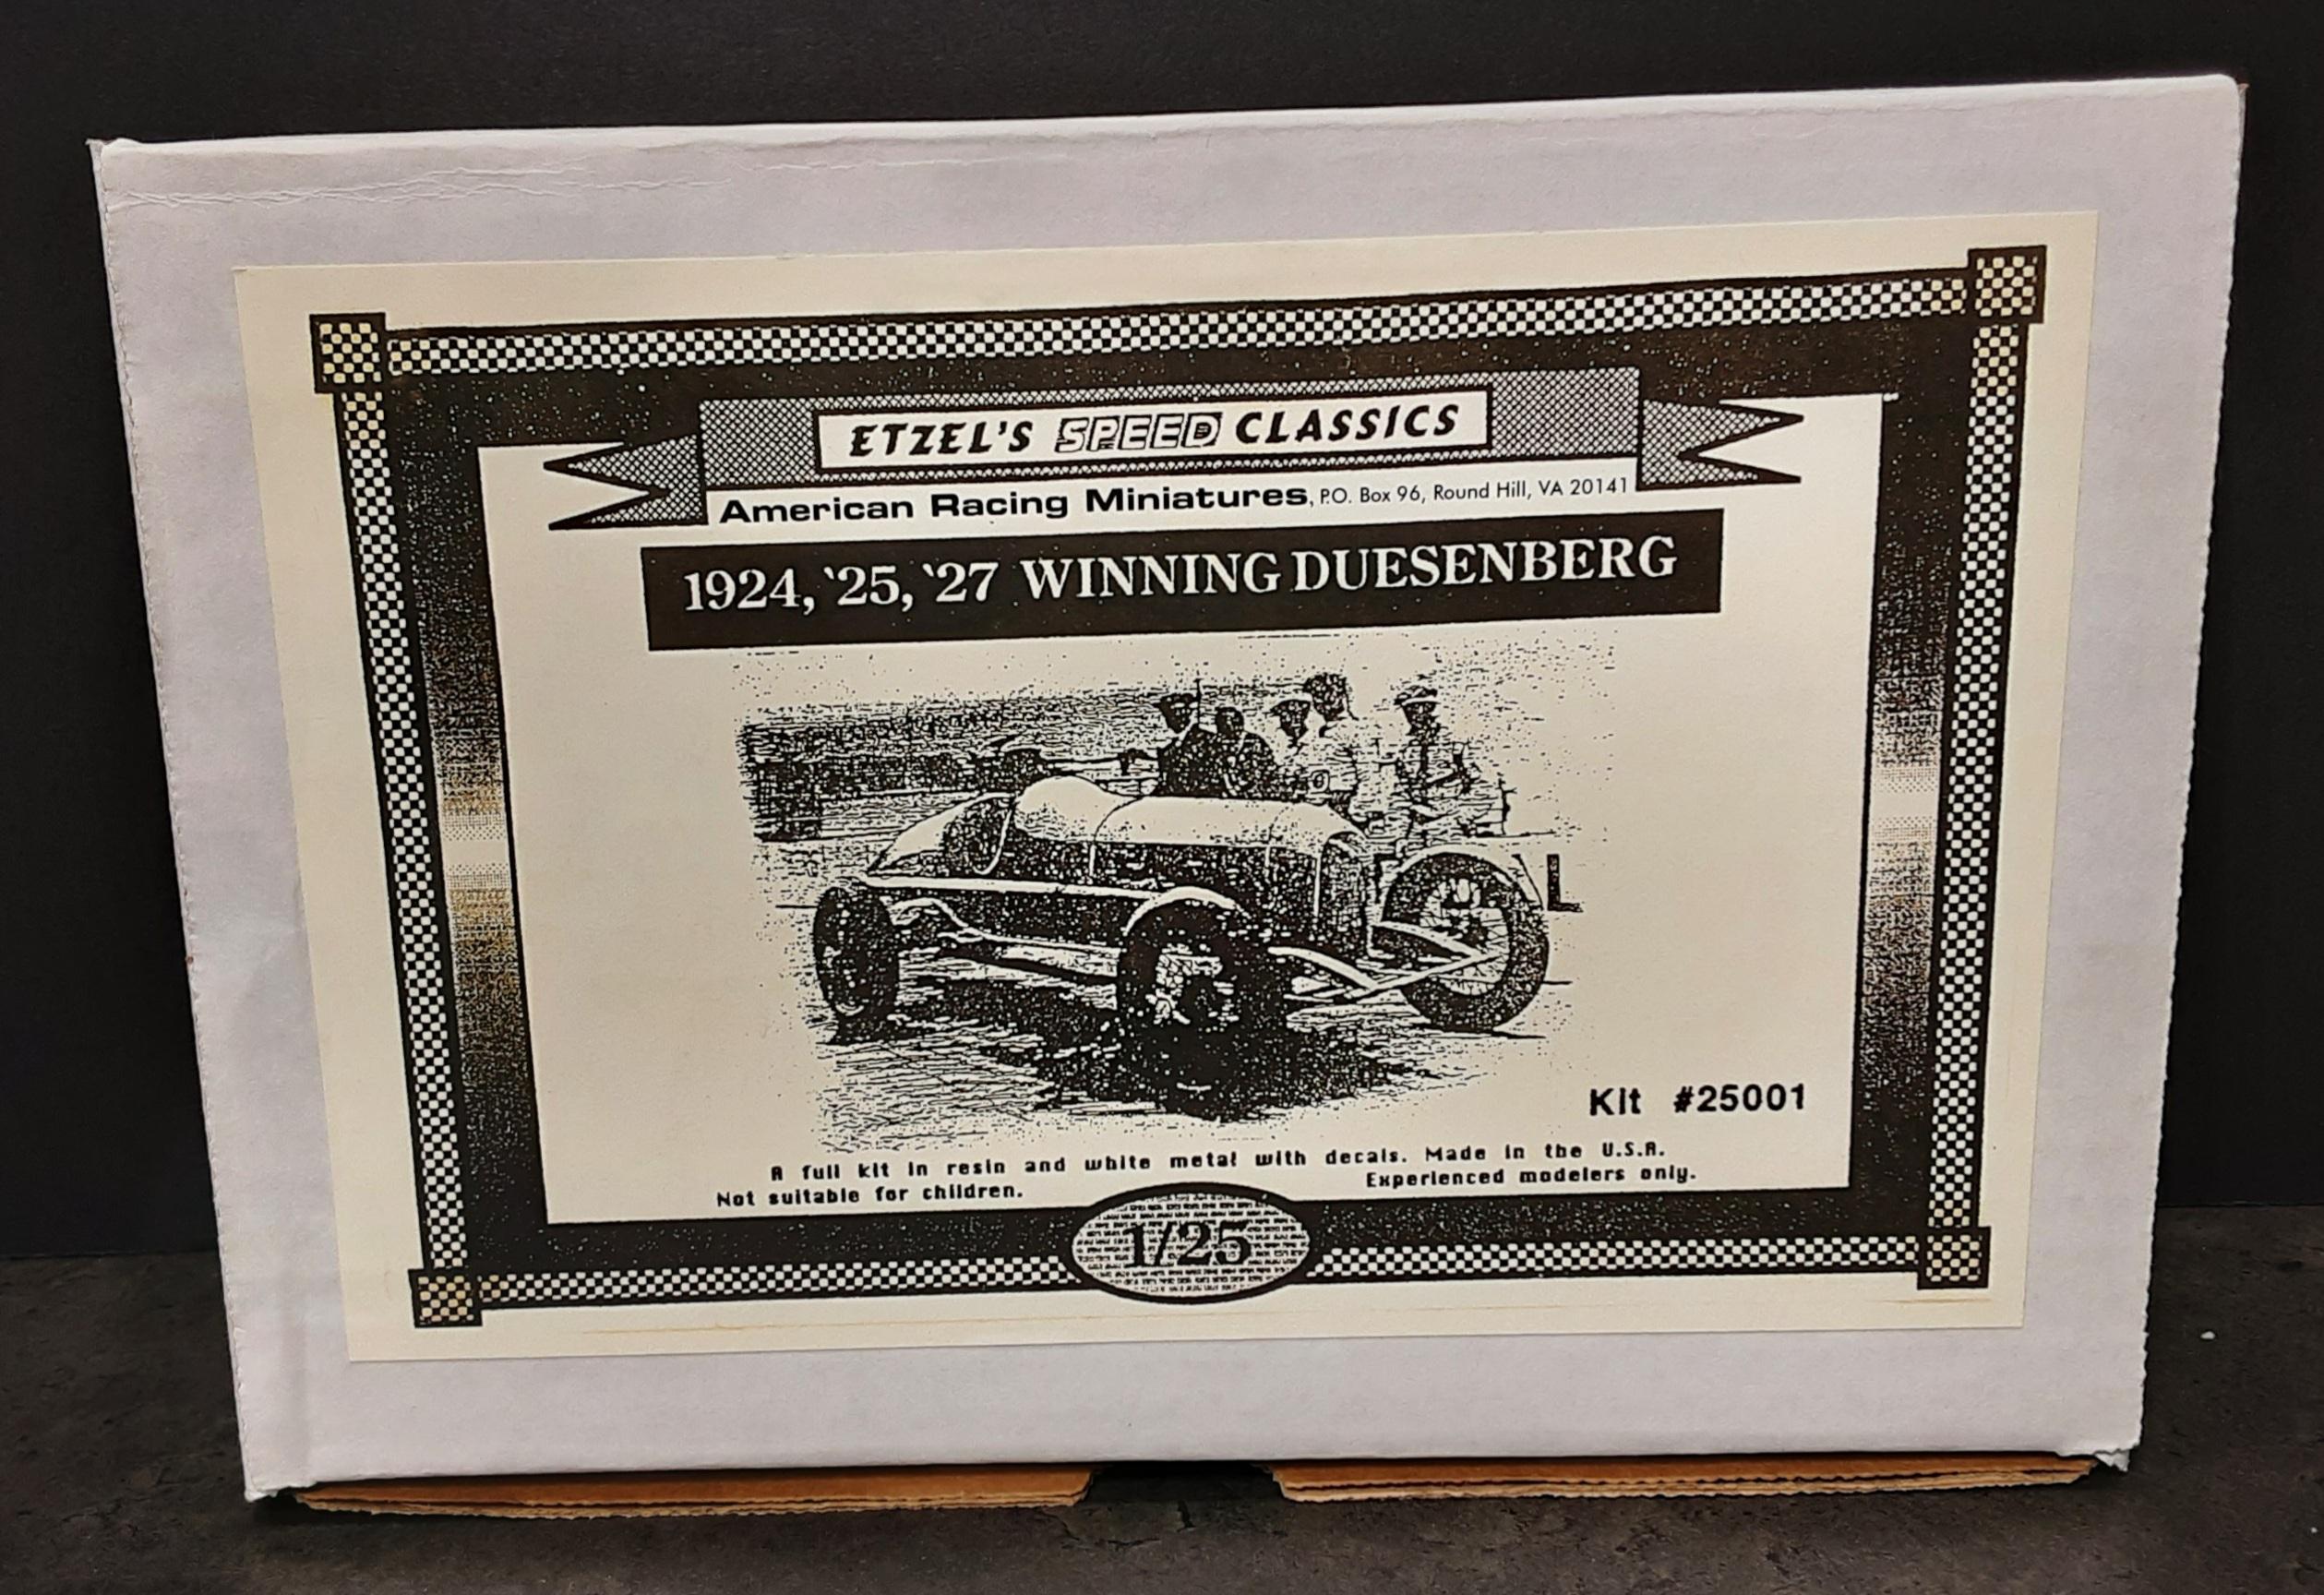 ETZEL'S SPEED CLASSICS
American Racing Miniatures, P.O. Box 96, Round Hill, VA 20141
1924, '25, '27 WINNING DUESENBERG
L
Kit #25001
A full kit in resin and white metal with decals. Made in the U.S.A.
Not suitable for children. Experienced modelers only.
1/25